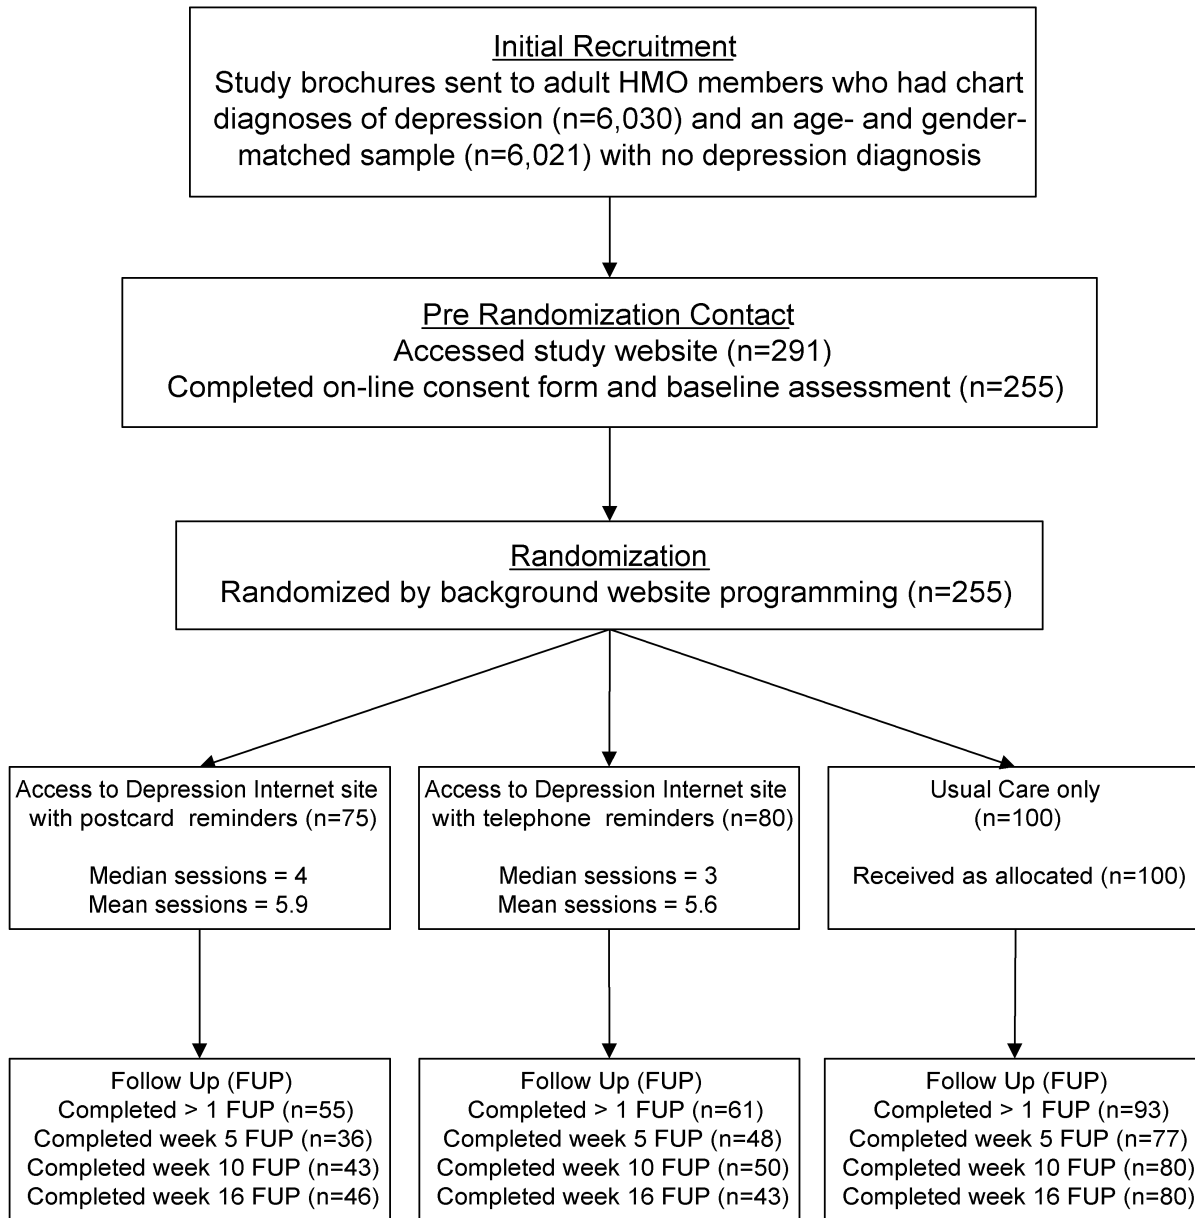 Initial Recruitment
Study brochures sent to adult HMO members who had chart
diagnoses of depression (n=6,030) and an age- and gender-
matched sample (n=6,021) with no depression diagnosis
Pre Randomization Contact
Accessed study website (n=291)
Completed on-line consent form and baseline assessment (n=255)
Randomization
Randomized by background website programming (n=255)
Access to Depression Internet site
with postcard reminders (n=75)
Median sessions = 4
Mean sessions = 5.9
Access to Depression Internet site
with telephone reminders (n=80)
Median sessions = 3
Mean sessions = 5.6
Usual Care only
(n=100)
Received as allocated (n=100)
Follow Up (FUP)
Completed > 1 FUP (n=55)
Completed week 5 FUP (n=36)
Completed week 10 FUP (n=43)
Completed week 16 FUP (n=46)
Follow Up (FUP)
Completed > 1 FUP (n=61)
Completed week 5 FUP (n=48)
Completed week 10 FUP (n=50)
Completed week 16 FUP (n=43)
Follow Up (FUP)
Completed > 1 FUP (n=93)
Completed week 5 FUP (n=77)
Completed week 10 FUP (n=80)
Completed week 16 FUP (n=80)